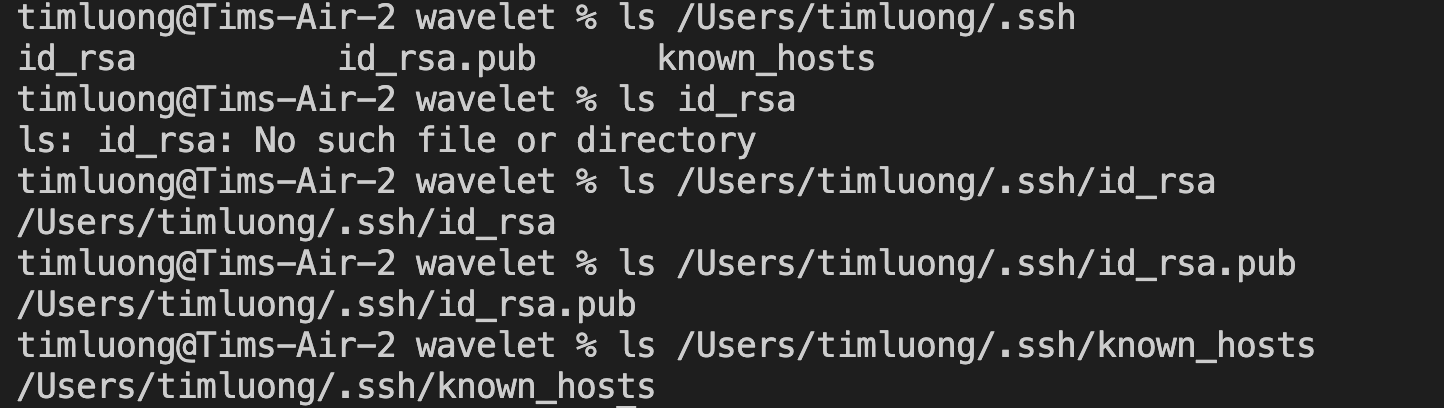 timluong@Tims-Air-2 wavelet % ls /Users/timluong/.ssh
id_rsa id_rsa.pub known_hosts
timluong@Tims-Air-2 wavelet % ls id_rsa
ls: id_rsa: No such file or directory
timluong@Tims-Air-2 wavelet % ls /Users/timluong/.ssh/id_rsa
/Users/timluong/.ssh/id_rsa
timluong@Tims-Air-2 wavelet % ls /Users/timluong/.ssh/id_rsa.pub
/Users/timluong/.ssh/id_rsa.pub
timluong@Tims-Air-2 wavelet % ls /Users/timluong/.ssh/known_hosts
/Users/timluong/.ssh/known_hosts